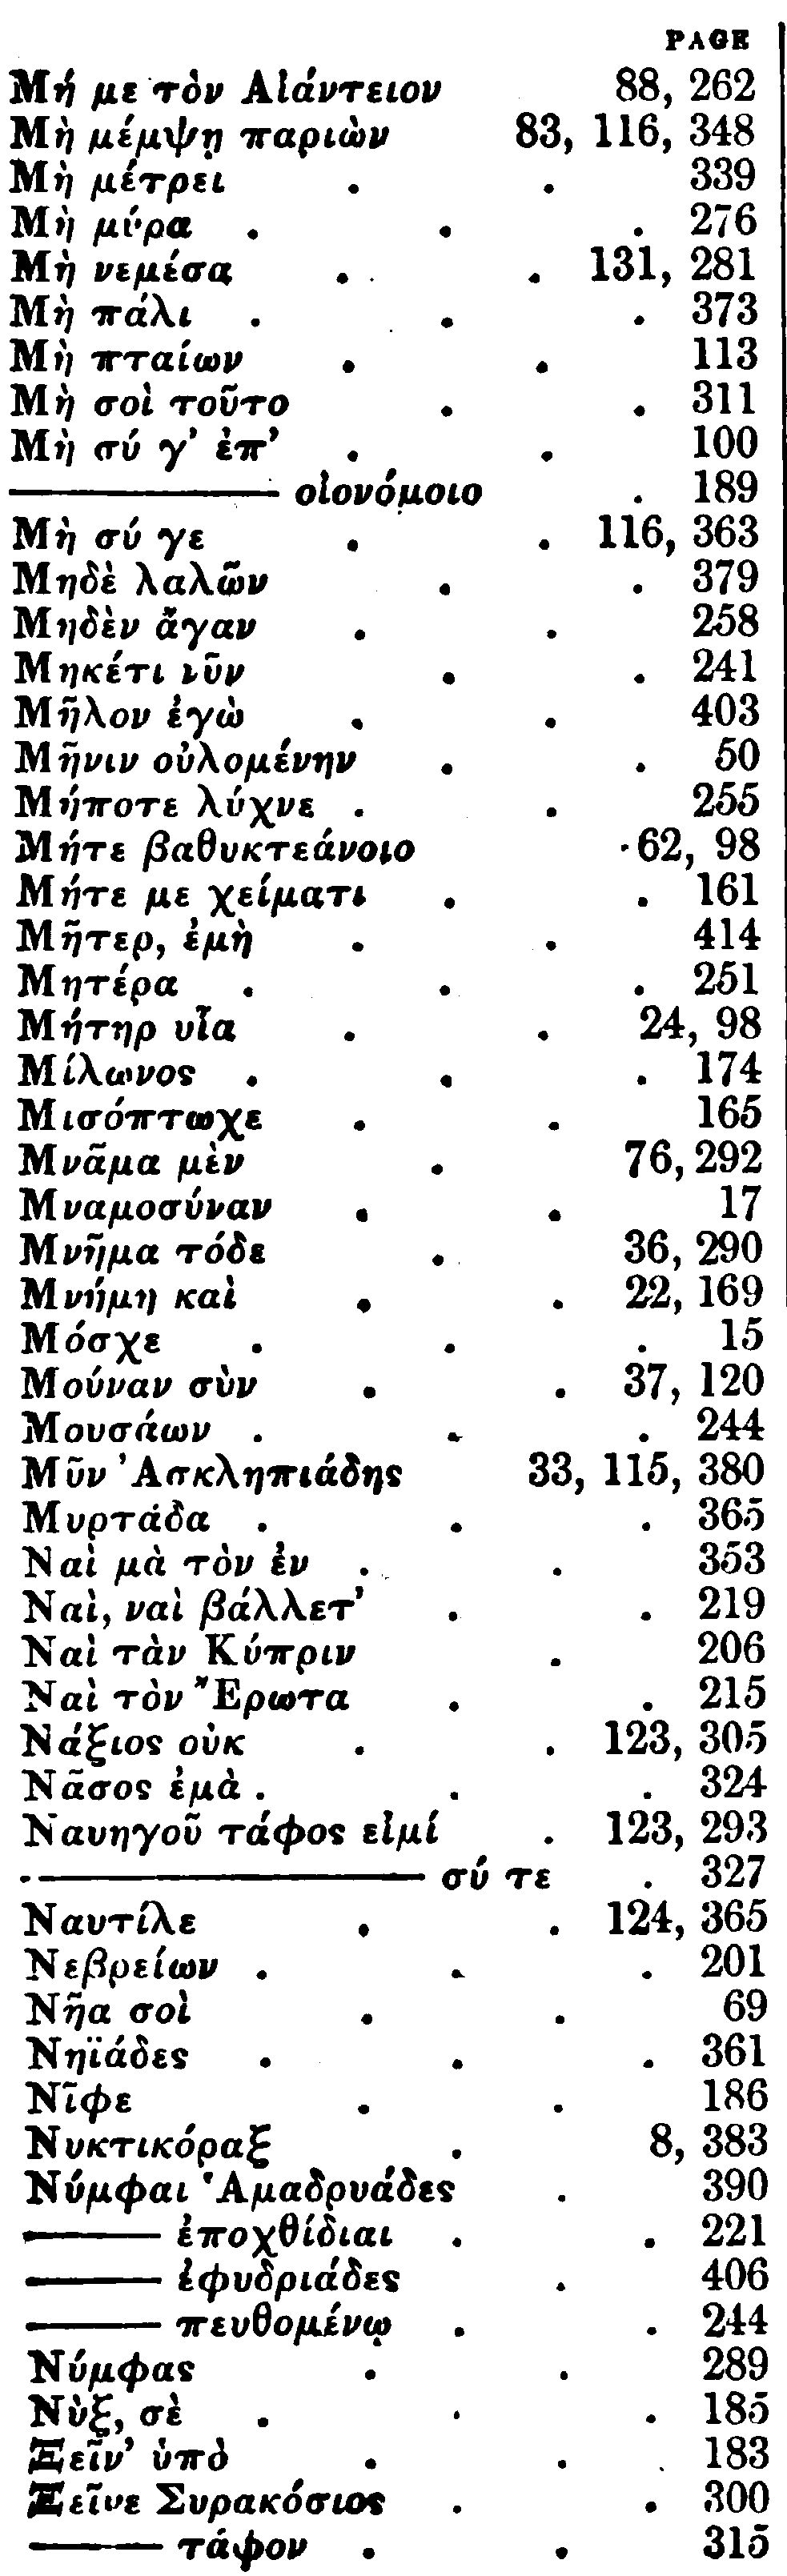 PAGE
Μή με τὸν Αἰάντειον 88, 262
Μὴ μέμψῃ παριὼν 83, 116, 348
Μὴ μέτρει . . 339
Μὴ μύρα . . . 276
Μὴ νεμέσα . . 131, 281
Μὴ πάλι . . . 373
Μὴ πταίων . . 113
Μὴ σοὶ τοῦτο . . 311
Μὴ σύ γ’ ἐπ’ . . 100
——— οἰονόμοιο . 189
Μὴ σύ γε . . 116, 363
Μηδὲ λαλῶν . . 379
Μηδὲν ἄγαν . . 258
Μηκέτι νῦν . . 241
Μῆλον ἐγὼ . . 403
Μῆνιν οὐλομένην . . 50
Μήποτε λύχνε . . 255
Μήτε βαθυκτεάνοιο . 62, 98
Μήτε με χείματι . . 161
Μῆτερ, ἐμὴ . . 414
Μητέρα . . . 251
Μήτηρ υἷα . . 24, 98
Μίλωνος . . . 174
Μισόπτωχε . . 165
Μνᾶμα μὲν . 76, 292
Μναμοσύναν . . 17
Μνῆμα τόδε . 36, 290
Μνήμη καὶ . . 22, 169
Μόσχε . . . 15
Μούναν σὺν . . 37, 120
Μουσάων . . . 244
Μῦν Ἀσκληπιάδης 33, 115, 380
Μυρτάδα . . . 365
Ναὶ μὰ τὸν ἐν . . 353
Ναὶ, ναὶ βάλλετ’ . . 219
Ναὶ τὰν Κύπριν . 206
Ναὶ τὸν Ἔρωτα . . 215
Νάξιος οὐκ . . 123, 305
Νᾶσος ἐμὰ . . . 324
Ναυηγοῦ τάφος εἰμί . 123, 293
——— σύ τε . 327
Ναυτίλε . . 124, 365
Νεβρείων . . . 201
Νῆα σοὶ . . 69
Νηϊάδες . . . 361
Νῖφε . . 186
Νυκτικόραξ . 8, 383
Νύμφαι Ἁμαδρυάδες . 390
——— ἐποχθίδιαι . . 221
——— ἐφυδριάδες . 406
——— πευθομένῳ . . 244
Νύμφας . . 289
Νὺξ, σὲ . . . 185
Ξεῖν’ ὑπὸ . . . 183
Ξεῖνε Συρακόσιος . . 300
——— τάφον . . 315